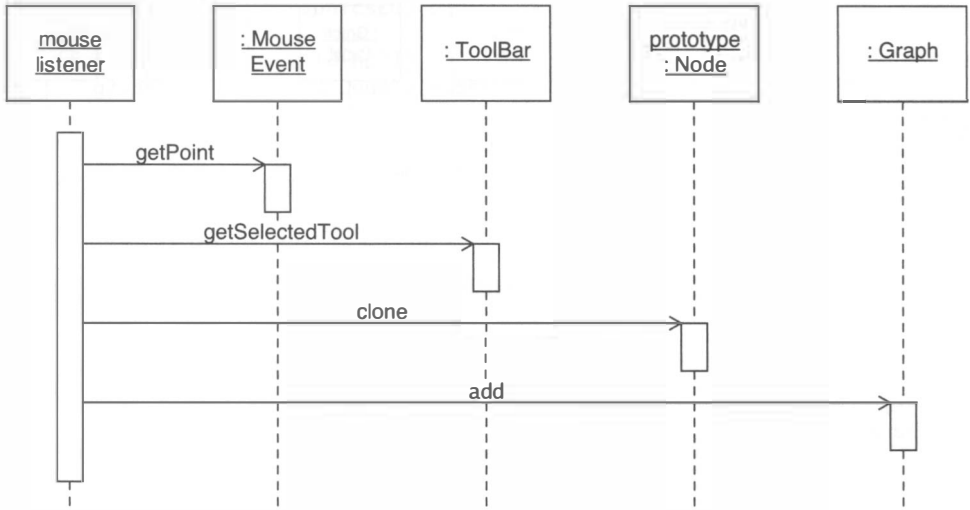 mouse
listener
: Mouse
Event
: ToolBar
prototype
: Node
: Graph
getPoint
getSelectedTool
clone
add